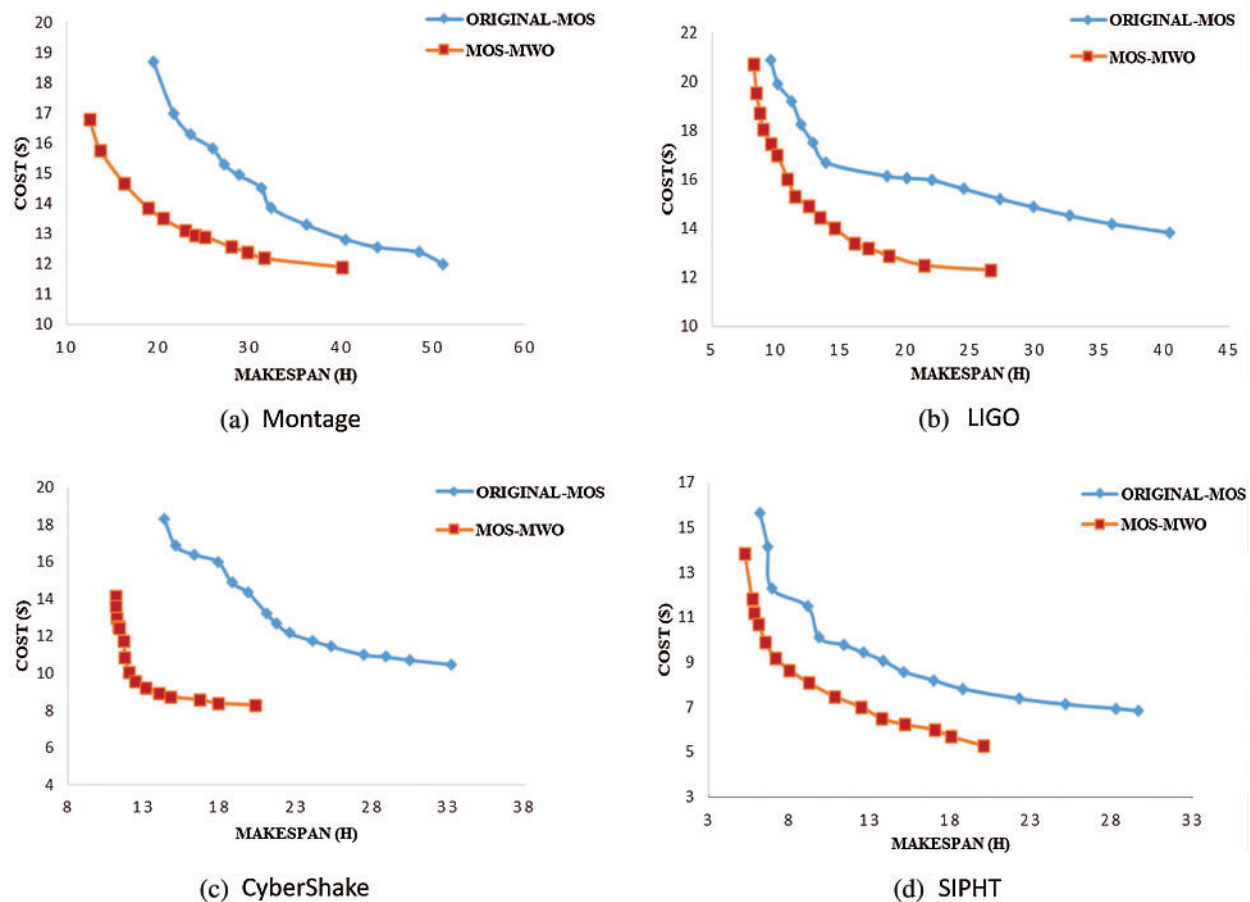 20
19
18
17
16
15
14
13
12
11
10
COST ($)
10 20 30 40 50 60
MAKESPAN (H)
ORIGINAL-MOS
MOS-MWO
(a) Montage
22
20
18
16
14
12
10
COST ($)
5 10 15 20 25 30 35 40 45
MAKESPAN (H)
ORIGINAL-MOS
MOS-MWO
(b) LIGO
20
18
16
14
12
10
8
6
4
COST ($)
8 13 18 23 28 33 38
MAKESPAN (H)
ORIGINAL-MOS
MOS-MWO
(c) CyberShake
17
15
13
11
9
7
5
3
COST ($)
3 8 13 18 23 28 33
MAKESPAN (H)
ORIGINAL-MOS
MOS-MWO
(d) SIPHT